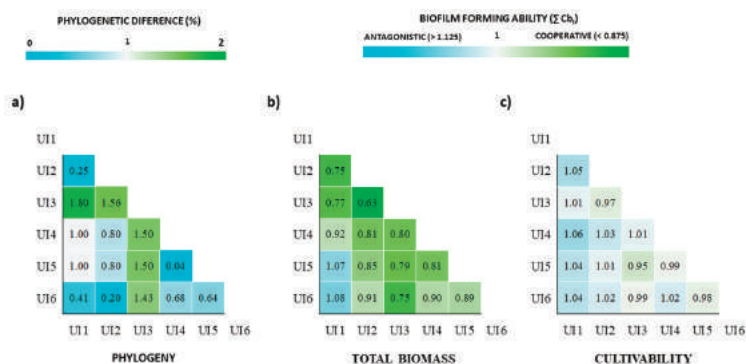 PHYLOGENETIC DIFERENCE (%)
0 1 2
BIOFILM FORMING ABILITY (∑ Cbᵢ)
ANTAGONISTIC (> 1.125) 1 COOPERATIVE (< 0.875)
a)
UI1
UI2 0.25
UI3 1.80 1.56
UI4 1.00 0.80 1.50
UI5 1.00 0.80 1.50 0.04
UI6 0.41 0.20 1.43 0.68 0.64
UI1 UI2 UI3 UI4 UI5 UI6
PHYLOGENY
b)
UI1
UI2 0.75
UI3 0.77 0.63
UI4 0.92 0.81 0.80
UI5 1.07 0.85 0.79 0.81
UI6 1.08 0.91 0.75 0.90 0.89
UI1 UI2 UI3 UI4 UI5 UI6
TOTAL BIOMASS
c)
UI1
UI2 1.05
UI3 1.01 0.97
UI4 1.06 1.03 1.01
UI5 1.04 1.01 0.95 0.99
UI6 1.04 1.02 0.99 1.02 0.98
UI1 UI2 UI3 UI4 UI5 UI6
CULTIVABILITY